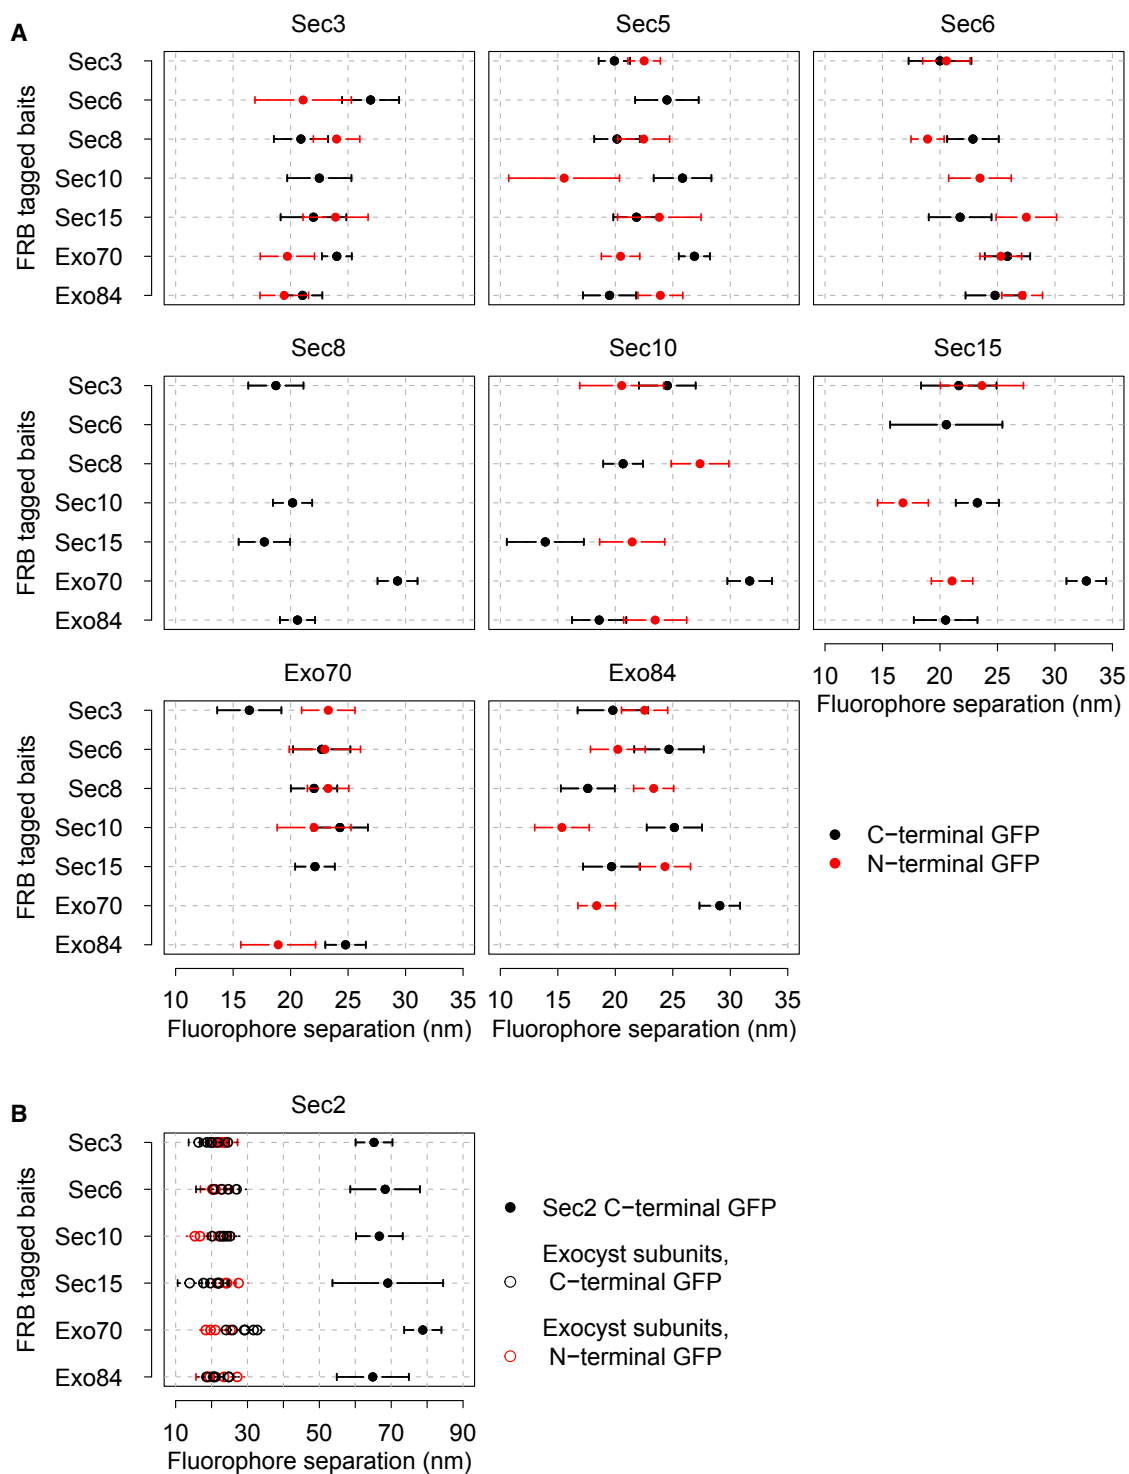 A
Sec3
Sec5
Sec6
FRB tagged baits
Sec3
Sec6
Sec8
Sec10
Sec15
Exo70
Exo84
Sec8
Sec10
Sec15
FRB tagged baits
Sec3
Sec6
Sec8
Sec10
Sec15
Exo70
Exo84
10 15 20 25 30 35
Fluorophore separation (nm)
Exo70
Exo84
FRB tagged baits
Sec3
Sec6
Sec8
Sec10
Sec15
Exo70
Exo84
10 20 30 35
Fluorophore separation (nm)
10 15 20 25 30 35
Fluorophore separation (nm)
C−terminal GFP
N−terminal GFP
B
Sec2
FRB tagged baits
Sec3
Sec6
Sec10
Sec15
Exo70
Exo84
10 30 50 70 90
Fluorophore separation (nm)
Sec2 C−terminal GFP
Exocyst subunits,
C−terminal GFP
Exocyst subunits,
N−terminal GFP